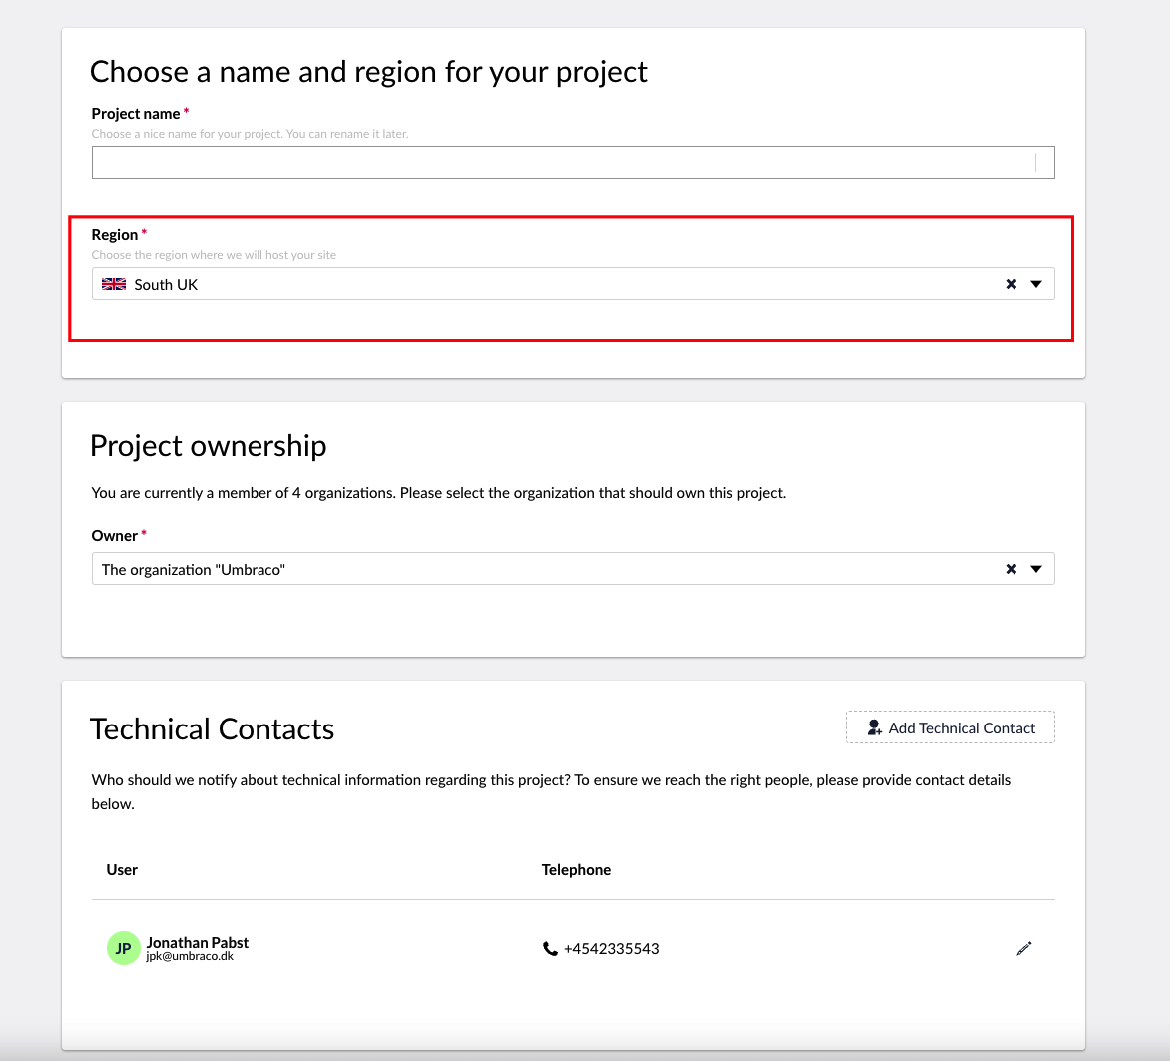 Choose a name and region for your project
Project name *
Choose a nice name for your project. You can rename it later.
Region *
Choose the region where we will host your site
South UK
Project ownership
You are currently a member of 4 organizations. Please select the organization that should own this project.
Owner *
The organization "Umbraco"
Technical Contacts
Add Technical Contact
Who should we notify about technical information regarding this project? To ensure we reach the right people, please provide contact details
below.
User Telephone
JP Jonathan Pabst
jpk@umbraco.dk
+4542335543